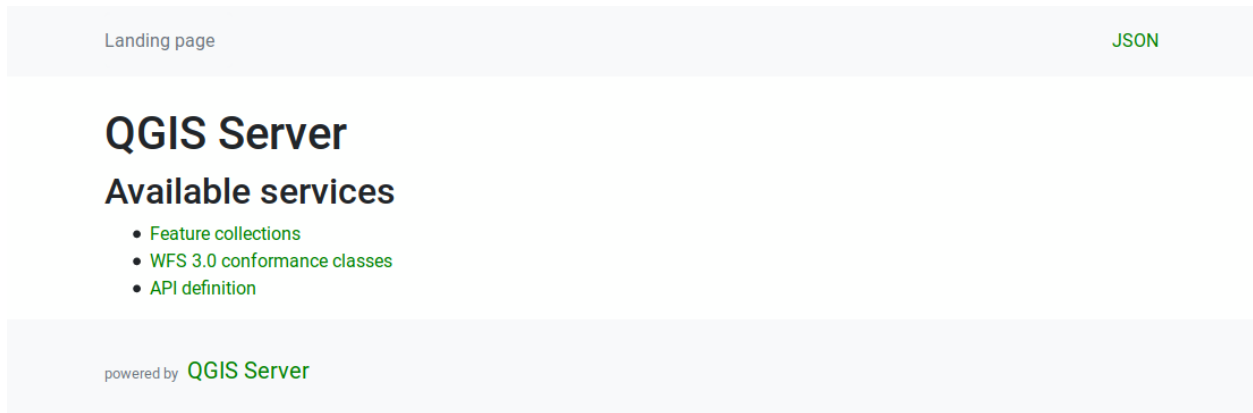 Landing page JSON
QGIS Server
Available services
Feature collections
WFS 3.0 conformance classes
API definition
powered by QGIS Server